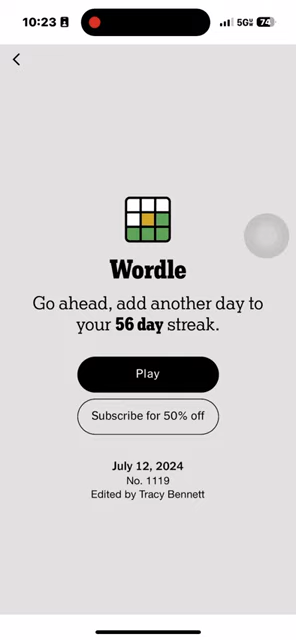 10:23
5G
74
Wordle
Go ahead, add another day to
your 56 day streak.
Play
Subscribe for 50% off
July 12, 2024
No. 1119
Edited by Tracy Bennett